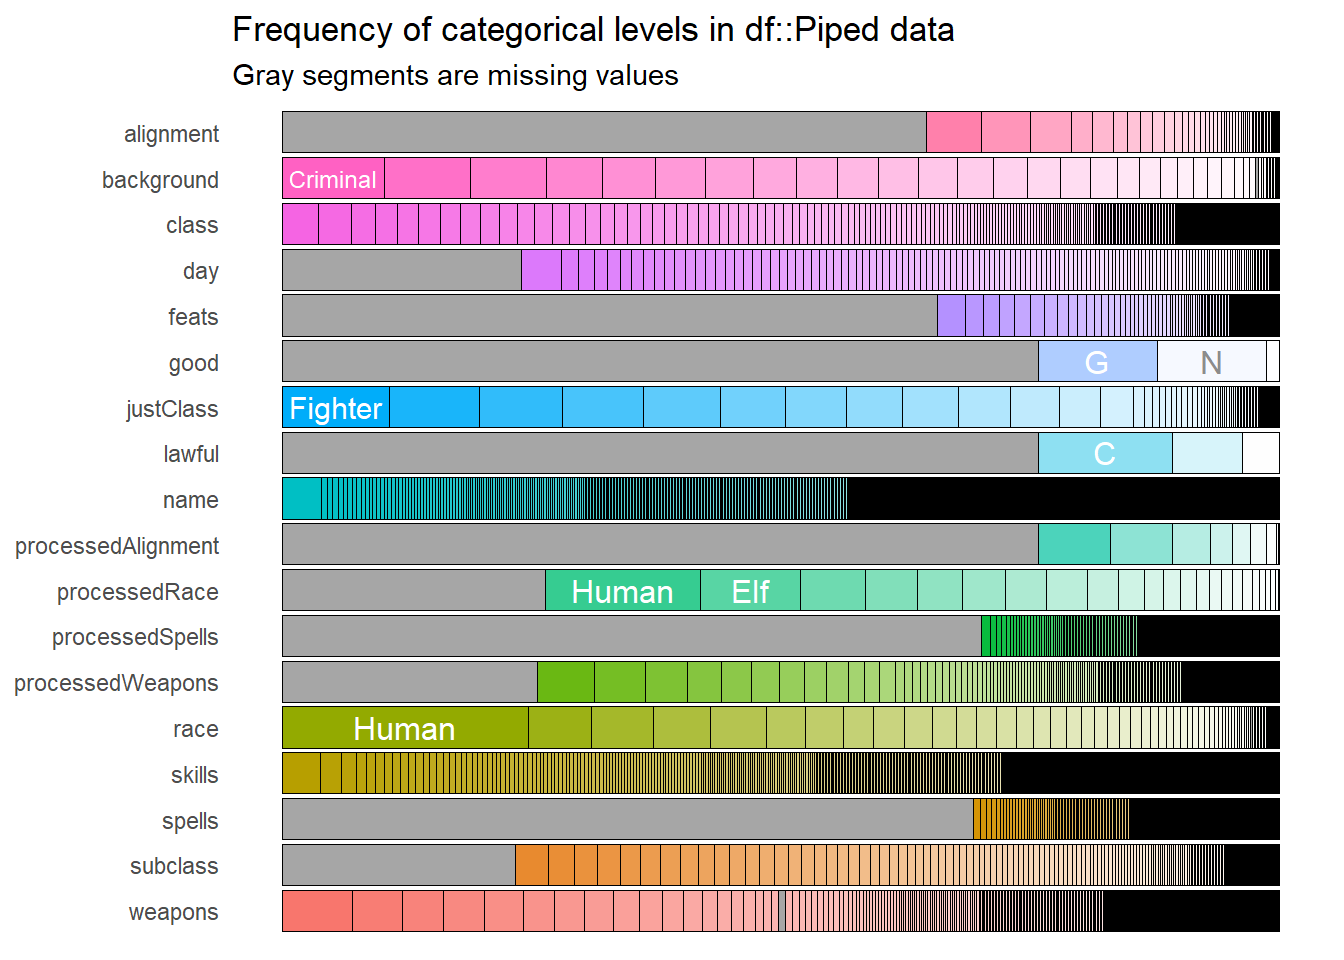 Frequency of categorical levels in df::Piped data
Gray segments are missing values
alignment
background
Criminal
class
day
feats
good
G
N
justClass
Fighter
lawful
C
name
processedAlignment
processedRace
Human
Elf
processedSpells
processedWeapons
race
Human
skills
spells
subclass
weapons